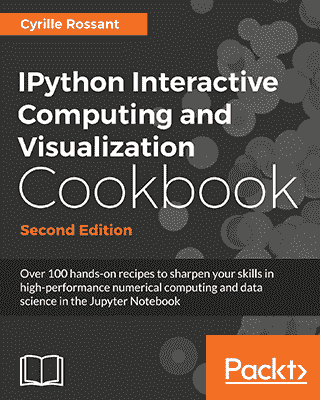 Cyrille Rossant
IPython Interactive
Computing and
Visualization
Cookbook
Second Edition
Over 100 hands-on recipes to sharpen your skills in
high-performance numerical computing and data
science in the Jupyter Notebook
Packt>